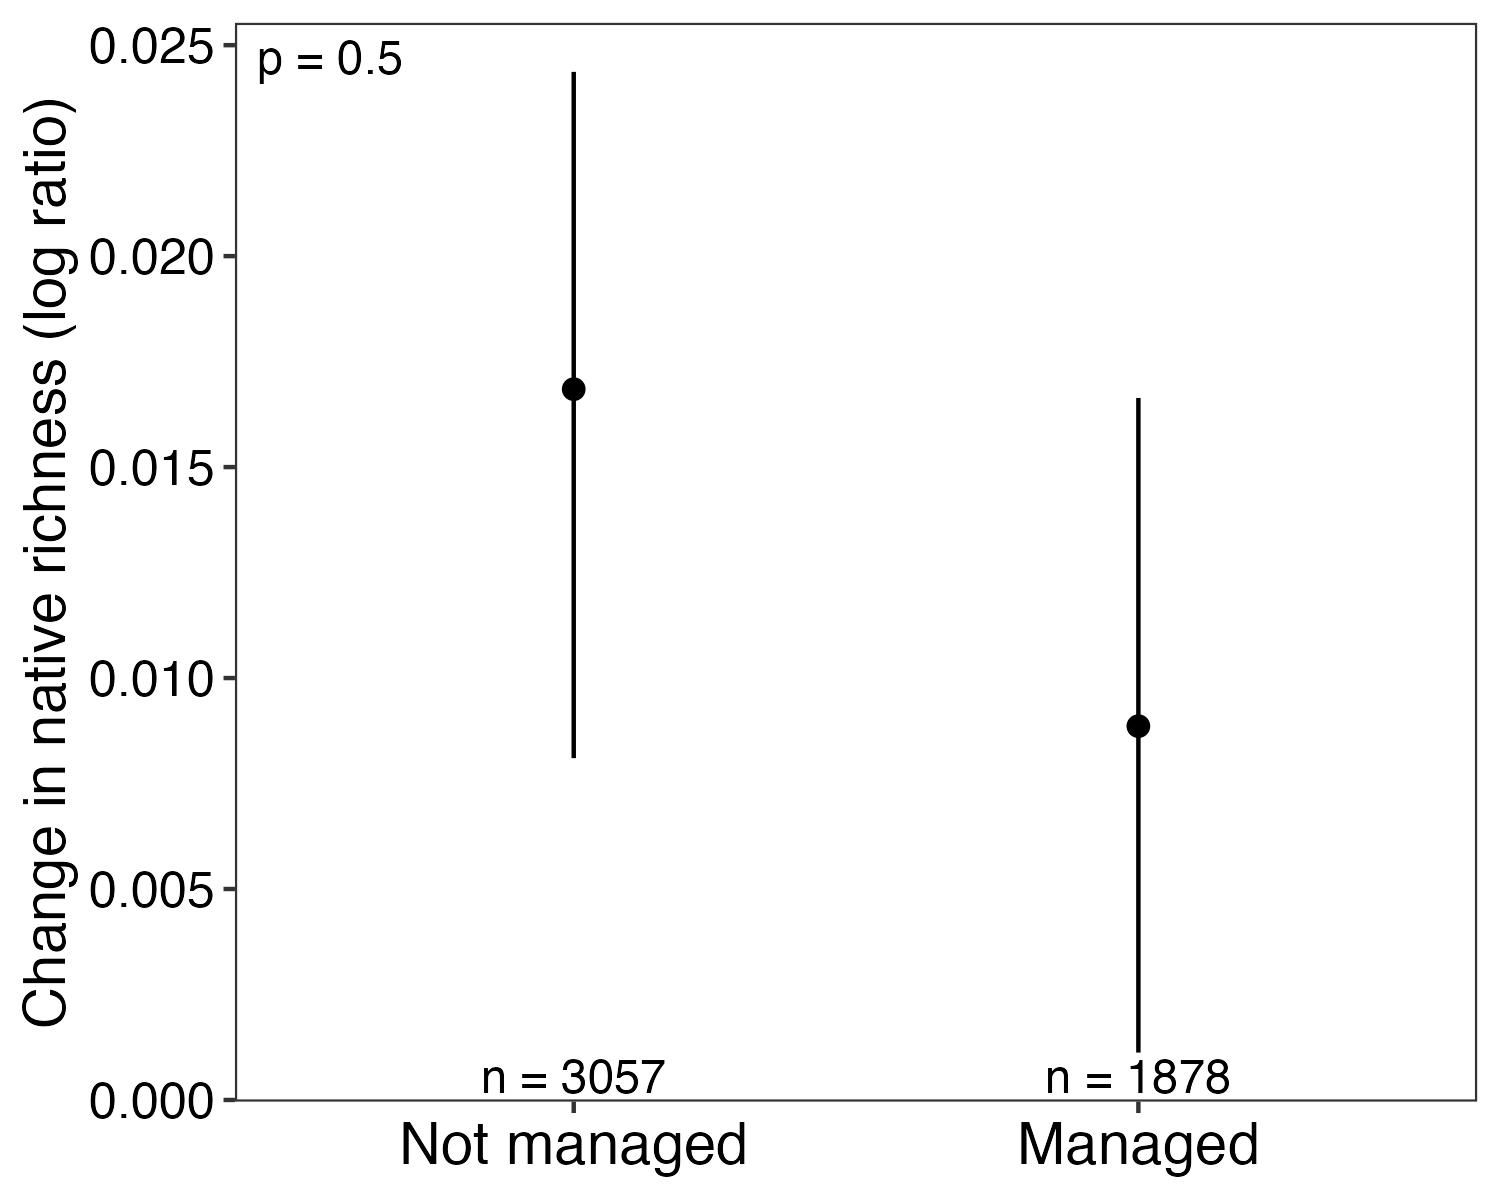 Change in native richness (log ratio)
0.025
0.020
0.015
0.010
0.005
0.000
p = 0.5
n = 3057
n = 1878
Not managed
Managed